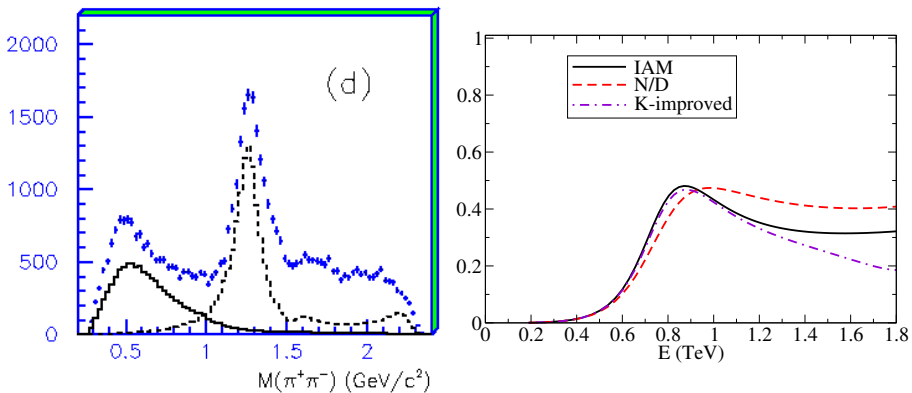 2000
1500
1000
500
0
(d)
0.5 1 1.5 2
M(π⁺π⁻) (GeV/c²)
1
0.8
0.6
0.4
0.2
0
IAM
N/D
K-improved
0 0.2 0.4 0.6 0.8 1 1.2 1.4 1.6 1.8
E (TeV)